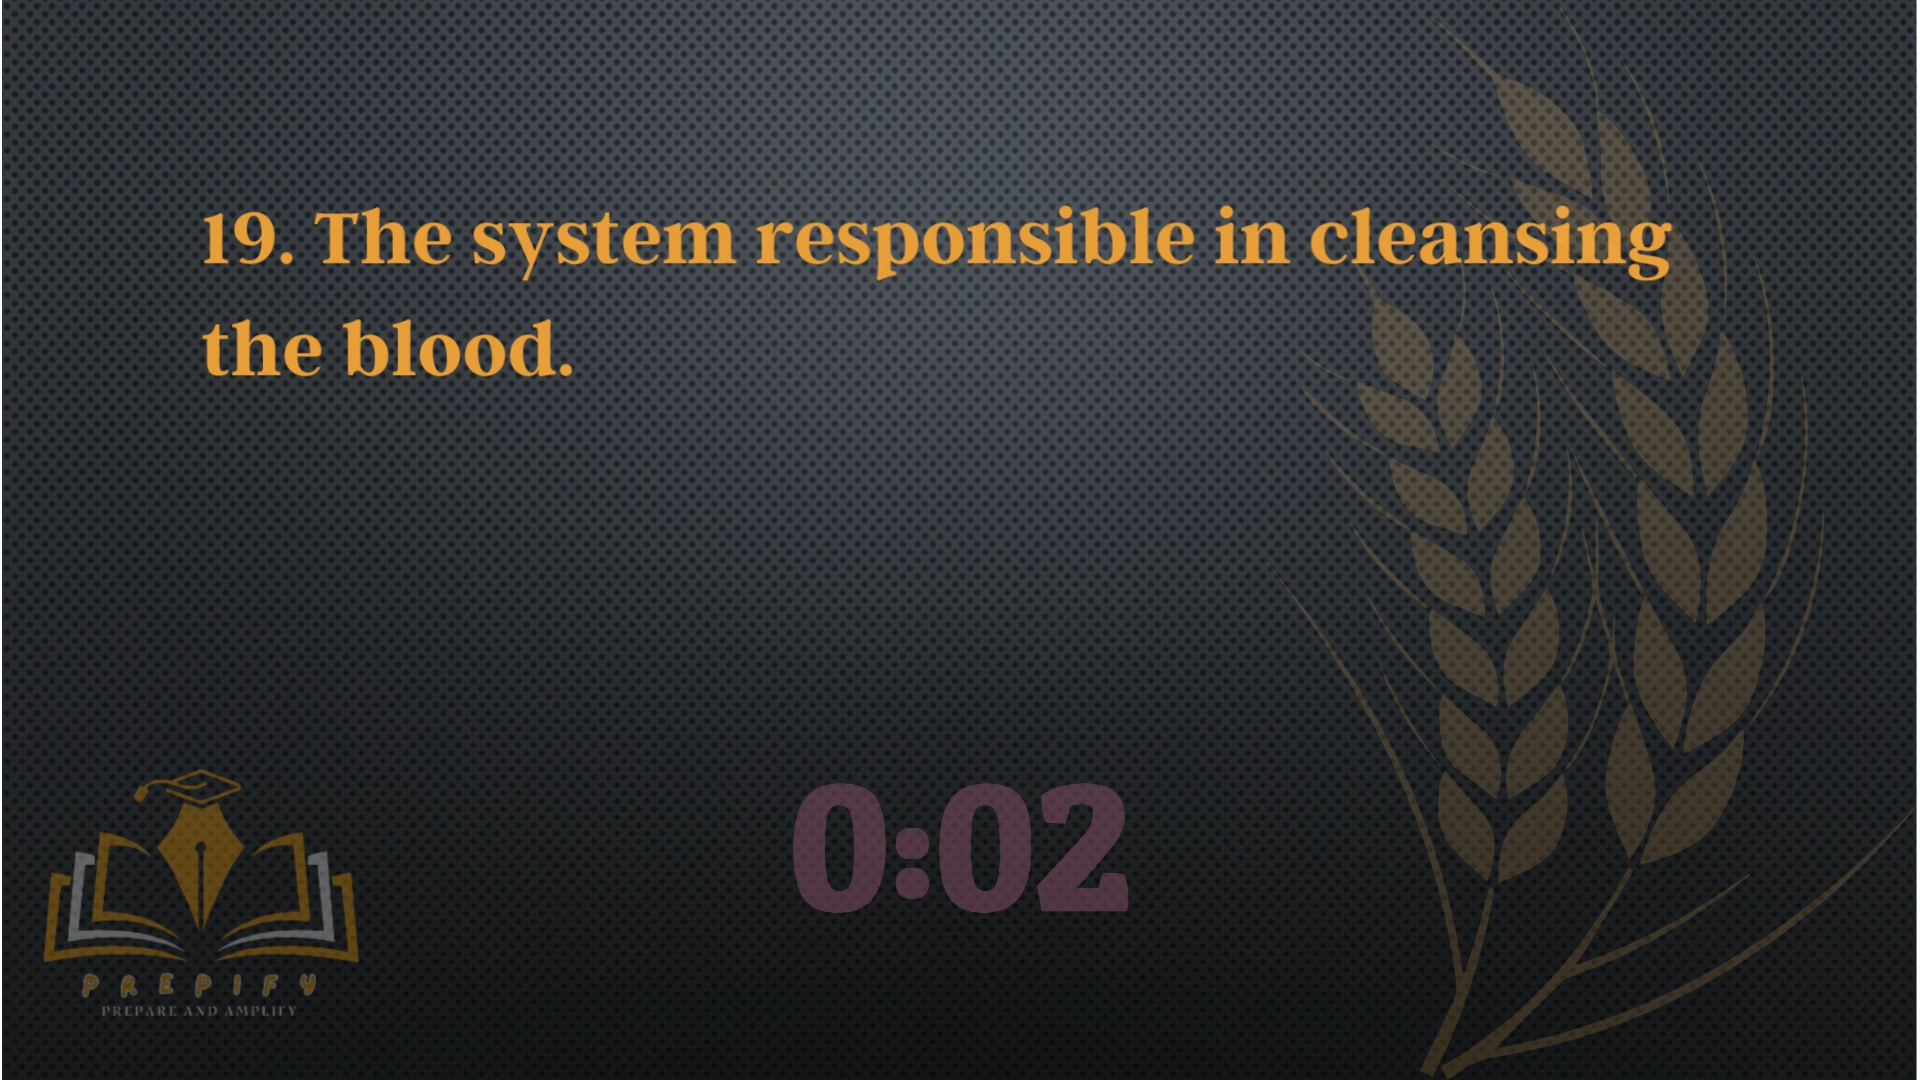 19. The system responsible in cleansing
the blood.
0:02
PREPIFY
PREPARE AND AMPLIFY